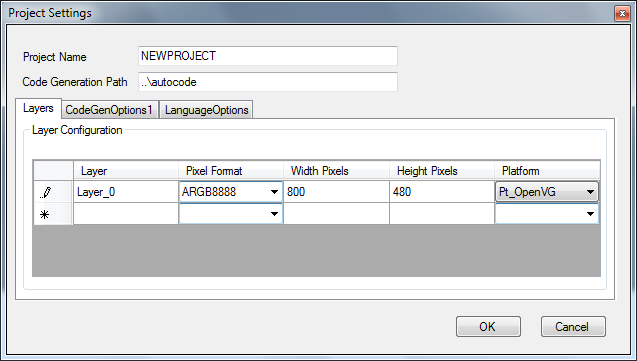 Project Settings
Project Name NEWPROJECT
Code Generation Path ..\autocode
Layers CodeGenOptions1 LanguageOptions
Layer Configuration
Layer Pixel Format Width Pixels Height Pixels Platform
Layer_0 ARGB8888 800 480 Pt_OpenVG
OK Cancel